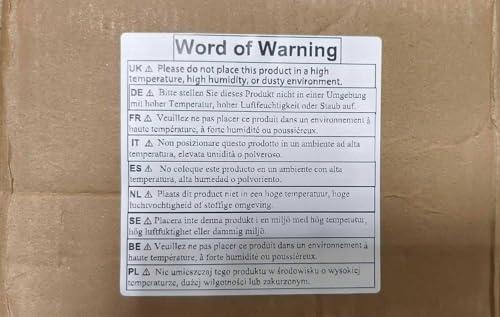 Word of Warning
UK ⚠ Please do not place this product in a high
temperature, high humidity, or dusty environment.
DE ⚠ Bitte stellen Sie dieses Produkt nicht in einer Umgebung
mit hoher Temperatur, hoher Luftfeuchtigkeit oder Staub auf.
FR ⚠ Veuillez ne pas placer ce produit dans un environnement à
haute température, à forte humidité ou poussiéreux.
IT ⚠ Non posizionare questo prodotto in un ambiente ad alta
temperatura, elevata umidità o polveroso.
ES ⚠ No coloque este producto en un ambiente con alta
temperatura, alta humedad o polvoriento.
NL ⚠ Plaats dit product niet in een hoge temperatuur, hoge
luchtvochtigheid of stoffige omgeving.
SE ⚠ Placera inte denna produkt i en miljö med hög temperatur,
hög luftfuktighet eller dammig miljö.
BE ⚠ Veuillez ne pas placer ce produit dans un environnement à
haute température, à forte humidité ou poussiéreux.
PL ⚠ Nie umieszczaj tego produktu w środowisku o wysokiej
temperaturze, dużej wilgotności lub zakurzonym.